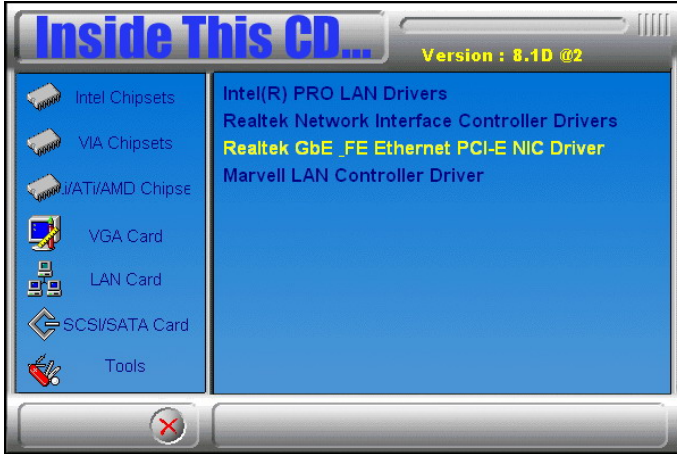 Inside This CD...
Version : 8.1D @2
Intel Chipsets
VIA Chipsets
.i/ATi/AMD Chipse
VGA Card
LAN Card
SCSI/SATA Card
Tools
Intel(R) PRO LAN Drivers
Realtek Network Interface Controller Drivers
Realtek GbE _FE Ethernet PCI-E NIC Driver
Marvell LAN Controller Driver